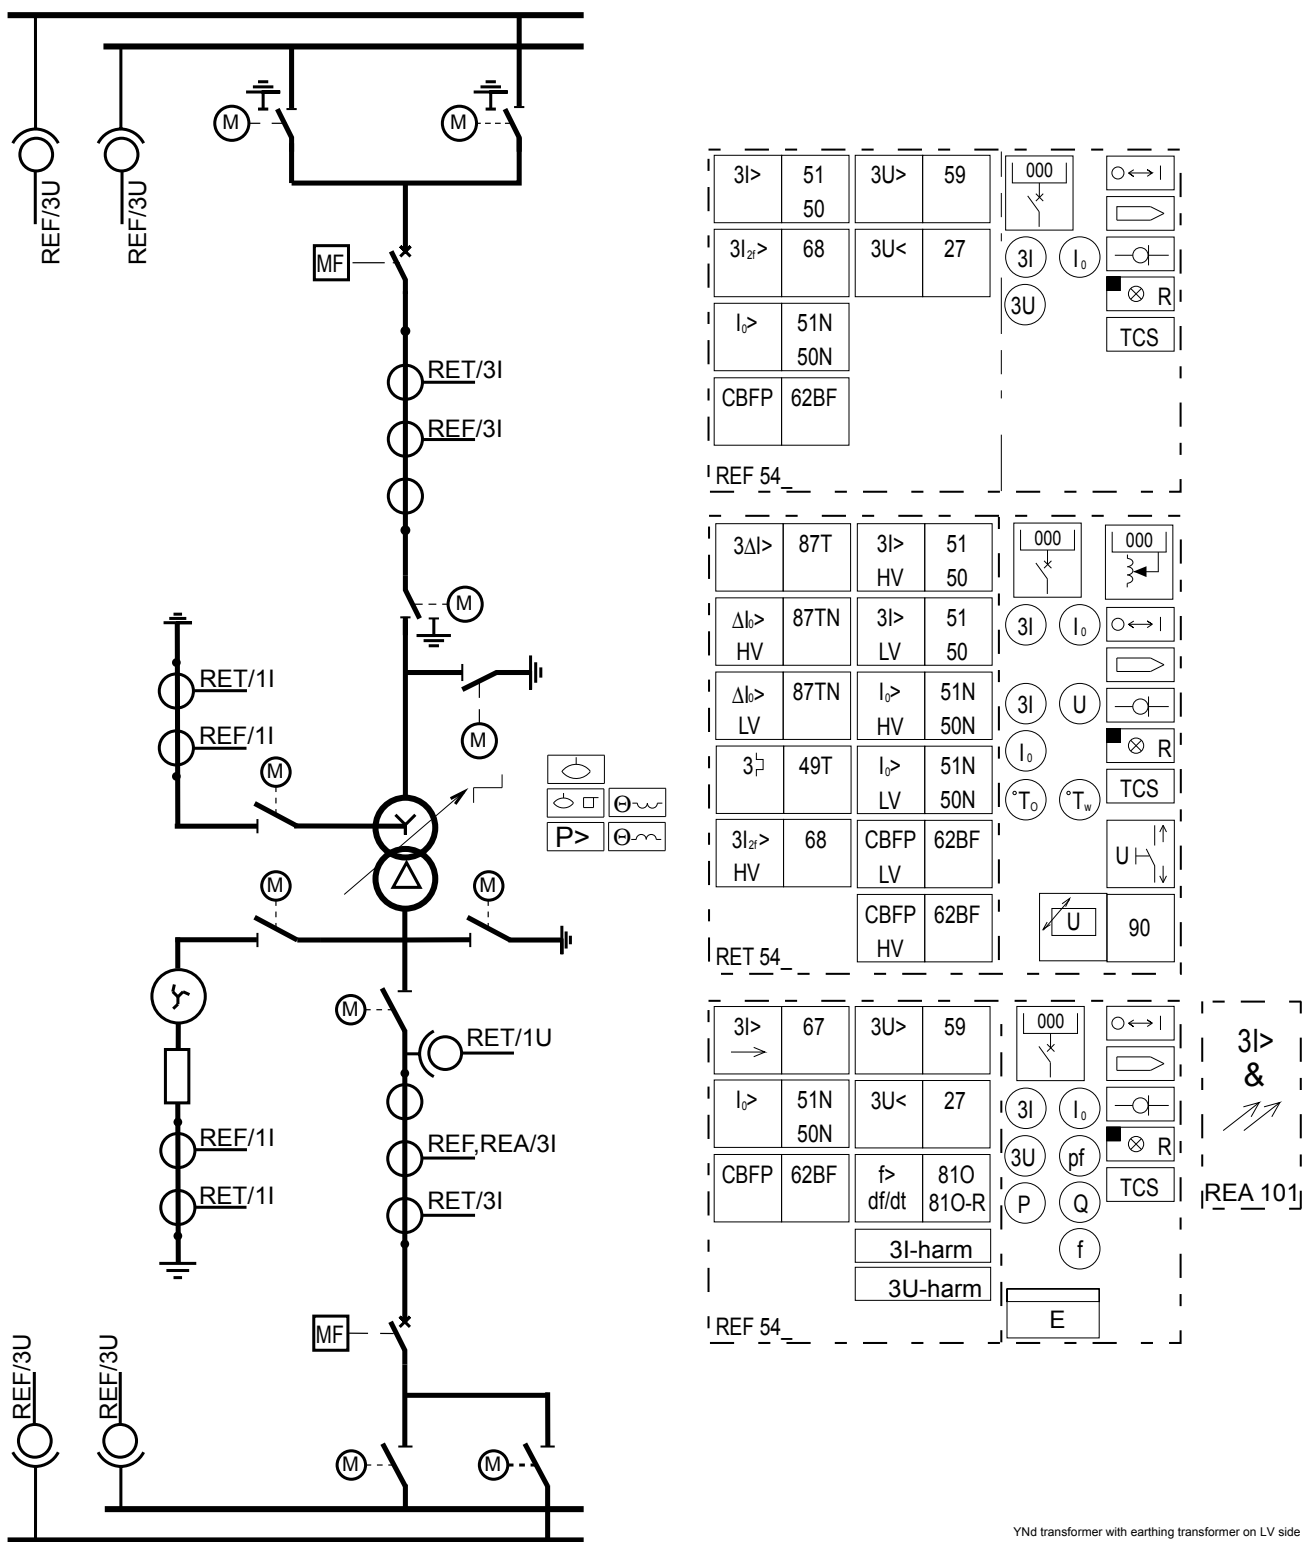 REF/3U
REF/3U
M
M
MF
RET/3I
REF/3I
M
RET/1I
REF/1I
M
M
P>
Θ
Θ
M
M
M
RET/1U
REF/1I
RET/1I
REF,REA/3I
RET/3I
MF
REF/3U
REF/3U
M
M
3I> 51 3U> 59 000
50
3I2f> 68 3U< 27 3I I0
3U R
I0> 51N TCS
50N
CBFP 62BF
REF 54_
3ΔI> 87T 3I> 51 000 000
HV 50
ΔI0> 87TN 3I> 51 3I I0
HV LV 50
ΔI0> 87TN I0> 51N 3I U
LV HV 50N
I0 R
3 49T I0> 51N °To °Tw TCS
LV 50N
3I2f> 68 CBFP 62BF U
HV LV
CBFP 62BF U 90
HV
RET 54_
3I> 67 3U> 59 000
I0> 51N 3U< 27 3I I0
50N
3U pf R
CBFP 62BF f> 81O TCS
df/dt 81O-R P Q
3I-harm f
3U-harm
E
REF 54_
3I>
&
REA 101
YNd transformer with earthing transformer on LV side